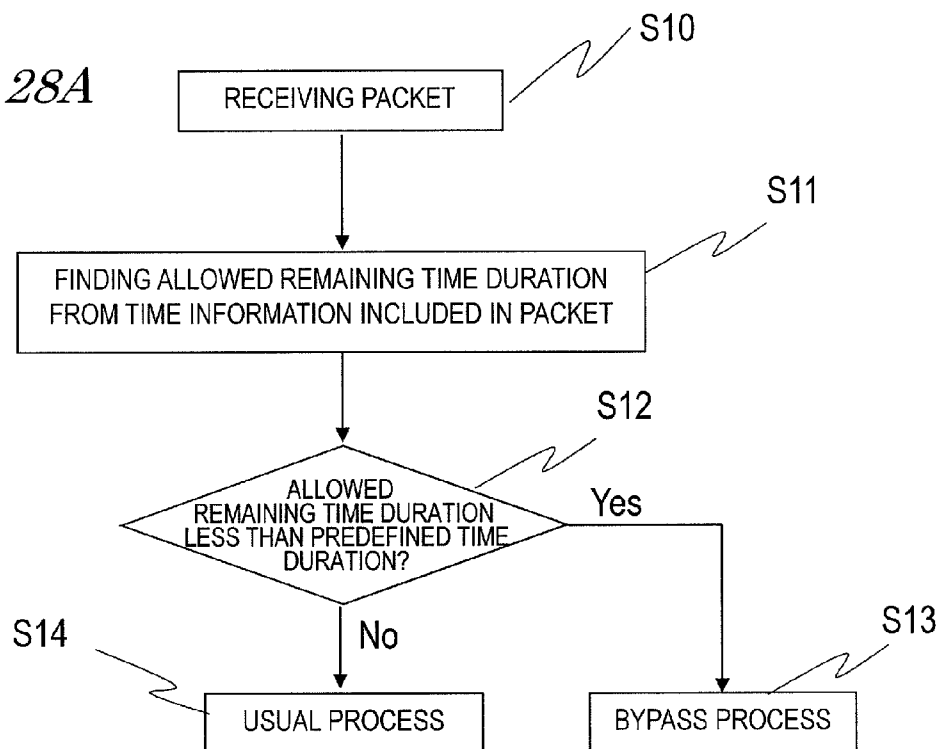 28A
S10
RECEIVING PACKET
S11
FINDING ALLOWED REMAINING TIME DURATION
FROM TIME INFORMATION INCLUDED IN PACKET
S12
ALLOWED
REMAINING TIME DURATION
LESS THAN PREDEFINED TIME
DURATION?
Yes
No
S14
S13
USUAL PROCESS
BYPASS PROCESS